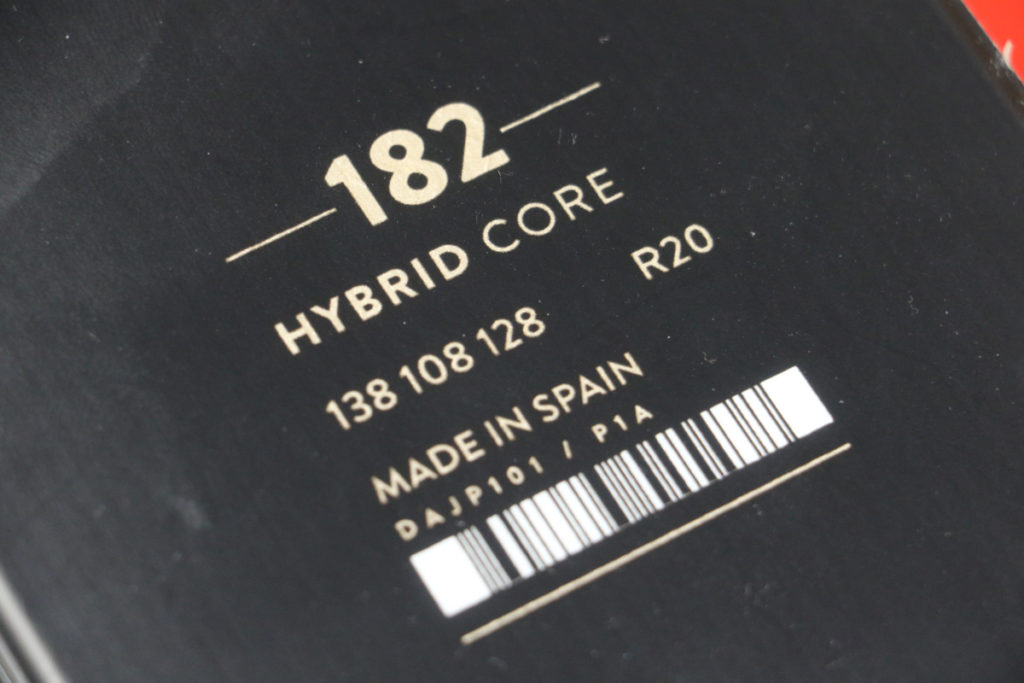 182
HYBRID CORE
138 108 128 R20
MADE IN SPAIN
DAJP101 / P1A